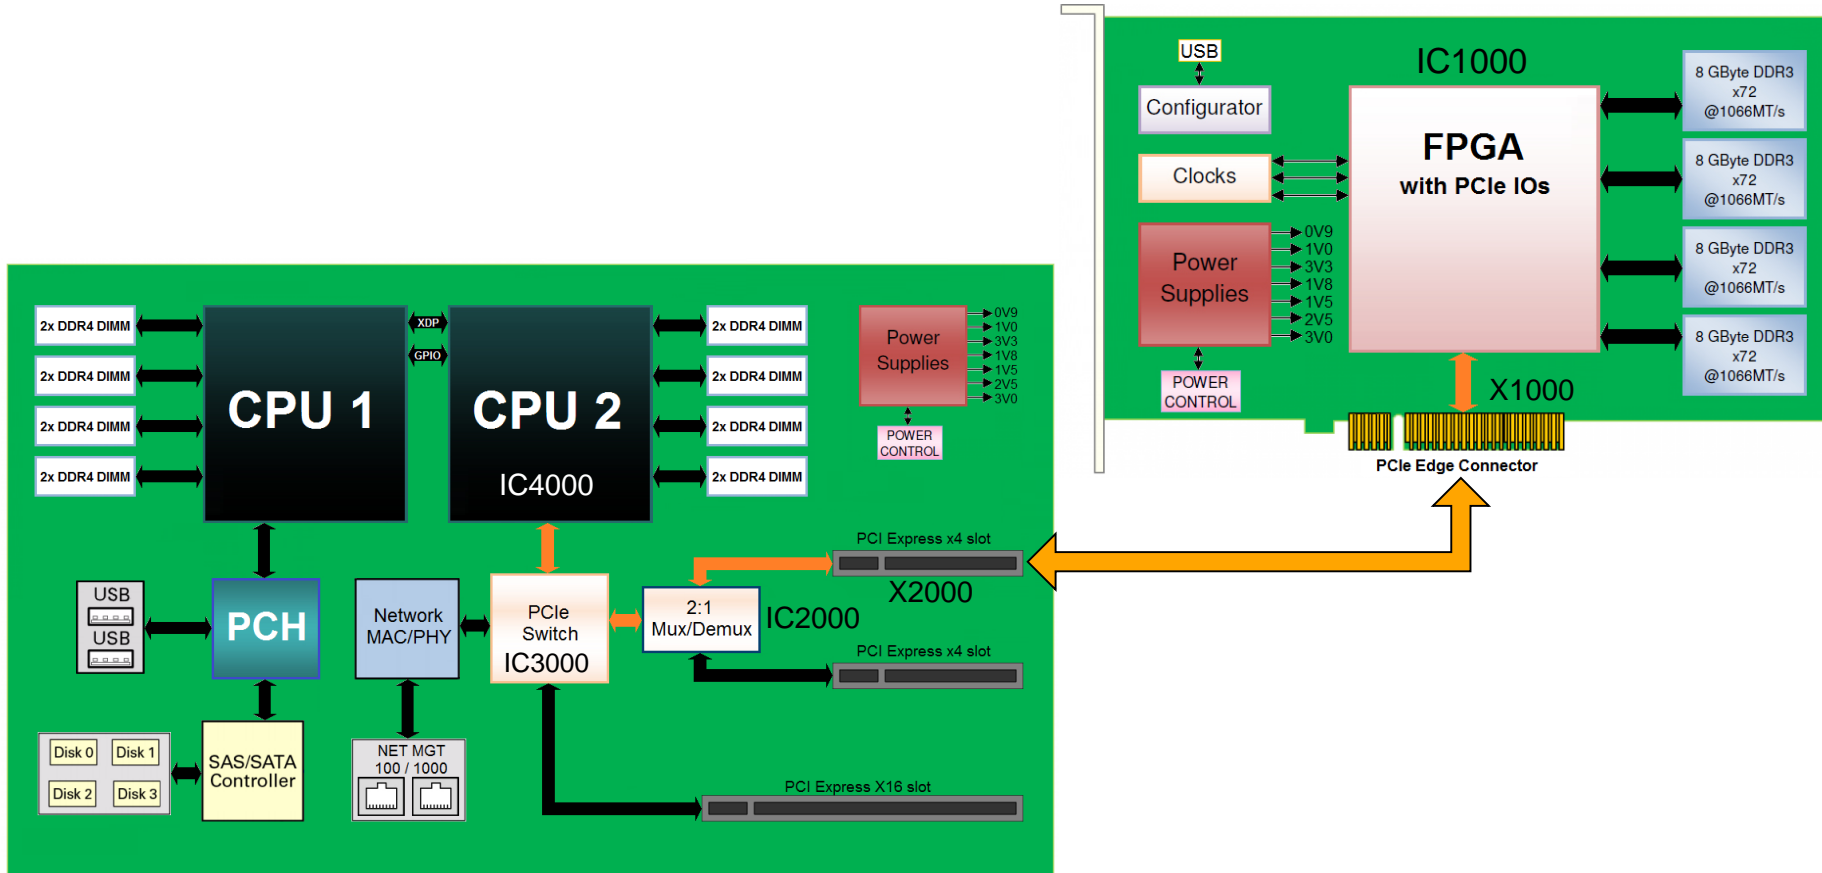 USB
Configurator
Clocks
Power
Supplies
0V9
1V0
3V3
1V8
1V5
2V5
3V0
POWER
CONTROL
IC1000
FPGA
with PCIe IOs
8 GByte DDR3
x72
@1066MT/s
8 GByte DDR3
x72
@1066MT/s
8 GByte DDR3
x72
@1066MT/s
8 GByte DDR3
x72
@1066MT/s
X1000
PCIe Edge Connector
2x DDR4 DIMM
2x DDR4 DIMM
2x DDR4 DIMM
2x DDR4 DIMM
CPU 1
XDP
GPIO
CPU 2
IC4000
2x DDR4 DIMM
2x DDR4 DIMM
2x DDR4 DIMM
2x DDR4 DIMM
Power
Supplies
0V9
1V0
3V3
1V8
1V5
2V5
3V0
POWER
CONTROL
USB
USB
PCH
Network
MAC/PHY
PCIe
Switch
IC3000
2:1
Mux/Demux
IC2000
PCI Express x4 slot
X2000
PCI Express x4 slot
Disk 0
Disk 1
Disk 2
Disk 3
SAS/SATA
Controller
NET MGT
100 / 1000
PCI Express X16 slot